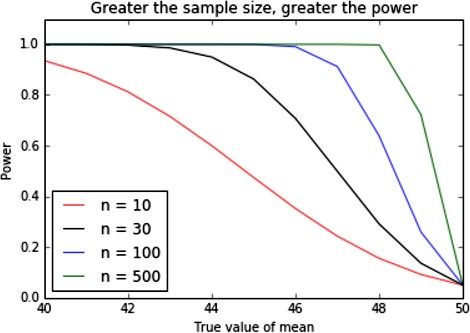 Greater the sample size, greater the power
1.0
0.8
0.6
0.4
0.2
0.0
Power
n = 10
n = 30
n = 100
n = 500
40 42 44 46 48 50
True value of mean